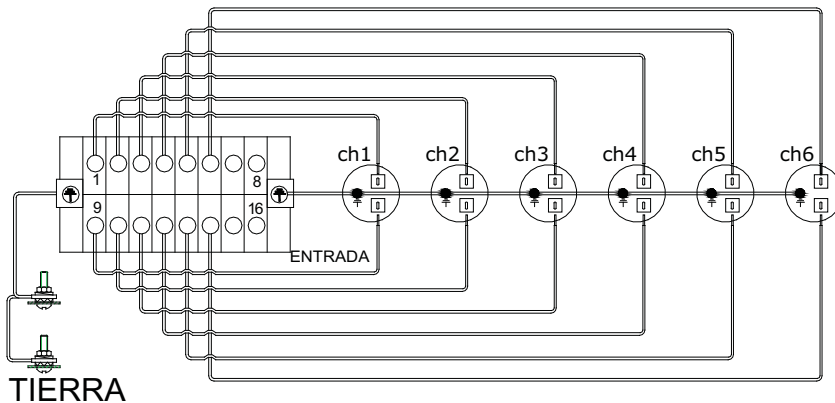 ch1 ch2 ch3 ch4 ch5 ch6
1 8
9 16
ENTRADA
TIERRA